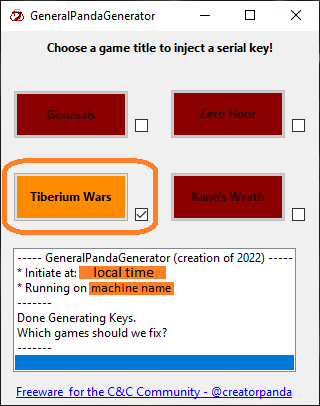 GeneralPandaGenerator
Choose a game title to inject a serial key!
Generals
Zero Hour
Tiberium Wars
Kane's Wrath
----- GeneralPandaGenerator (creation of 2022) -----
* Initiate at: local time
* Running on machine name
-------
Done Generating Keys.
Which games should we fix?
-------
Freeware for the C&C Community - @creatorpanda